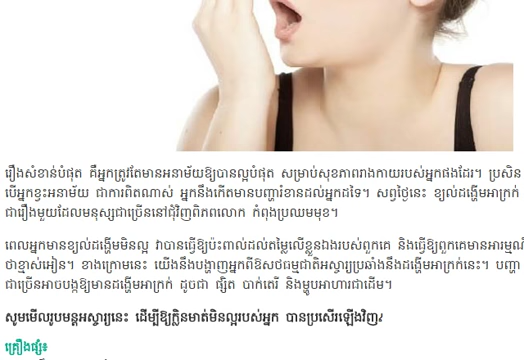 រឿងសំខាន់បំផុត គឺអ្នកត្រូវតែមានអនាម័យឱ្យបានល្អបំផុត សម្រាប់សុខភាពរាងកាយរបស់អ្នកផងដែរ។ ប្រសិន
បើអ្នកខ្វះអនាម័យ ជាការពិតណាស់ អ្នកនឹងកើតមានបញ្ហារំខានដល់អ្នកដទៃ។ សព្វថ្ងៃនេះ ខ្យល់ដង្ហើមអាក្រក់
ជារឿងមួយដែលមនុស្សជាច្រើននៅជុំវិញពិភពលោក កំពុងប្រឈមមុខ។
ពេលអ្នកមានខ្យល់ដង្ហើមមិនល្អ វាបានធ្វើឱ្យប៉ះពាល់ដល់តម្លៃលើខ្លួនឯងរបស់ពួកគេ និងធ្វើឱ្យពួកគេមានអារម្មណ៍
ថាខ្មាស់អៀន។ ខាងក្រោមនេះ យើងនឹងបង្ហាញអ្នកពីឱសថធម្មជាតិអស្ចារ្យប្រឆាំងនឹងដង្ហើមអាក្រក់នេះ។ បញ្ហា
ជាច្រើនអាចបង្កឱ្យមានដង្ហើមអាក្រក់ ដូចជា ផ្សិត បាក់តេរី និងម្ហូបអាហារជាដើម។
សូមមើលរូបមន្តអស្ចារ្យនេះ ដើម្បីឱ្យក្លិនមាត់មិនល្អរបស់អ្នក បានប្រសើរឡើងវិញ៖
គ្រឿងផ្សំ៖